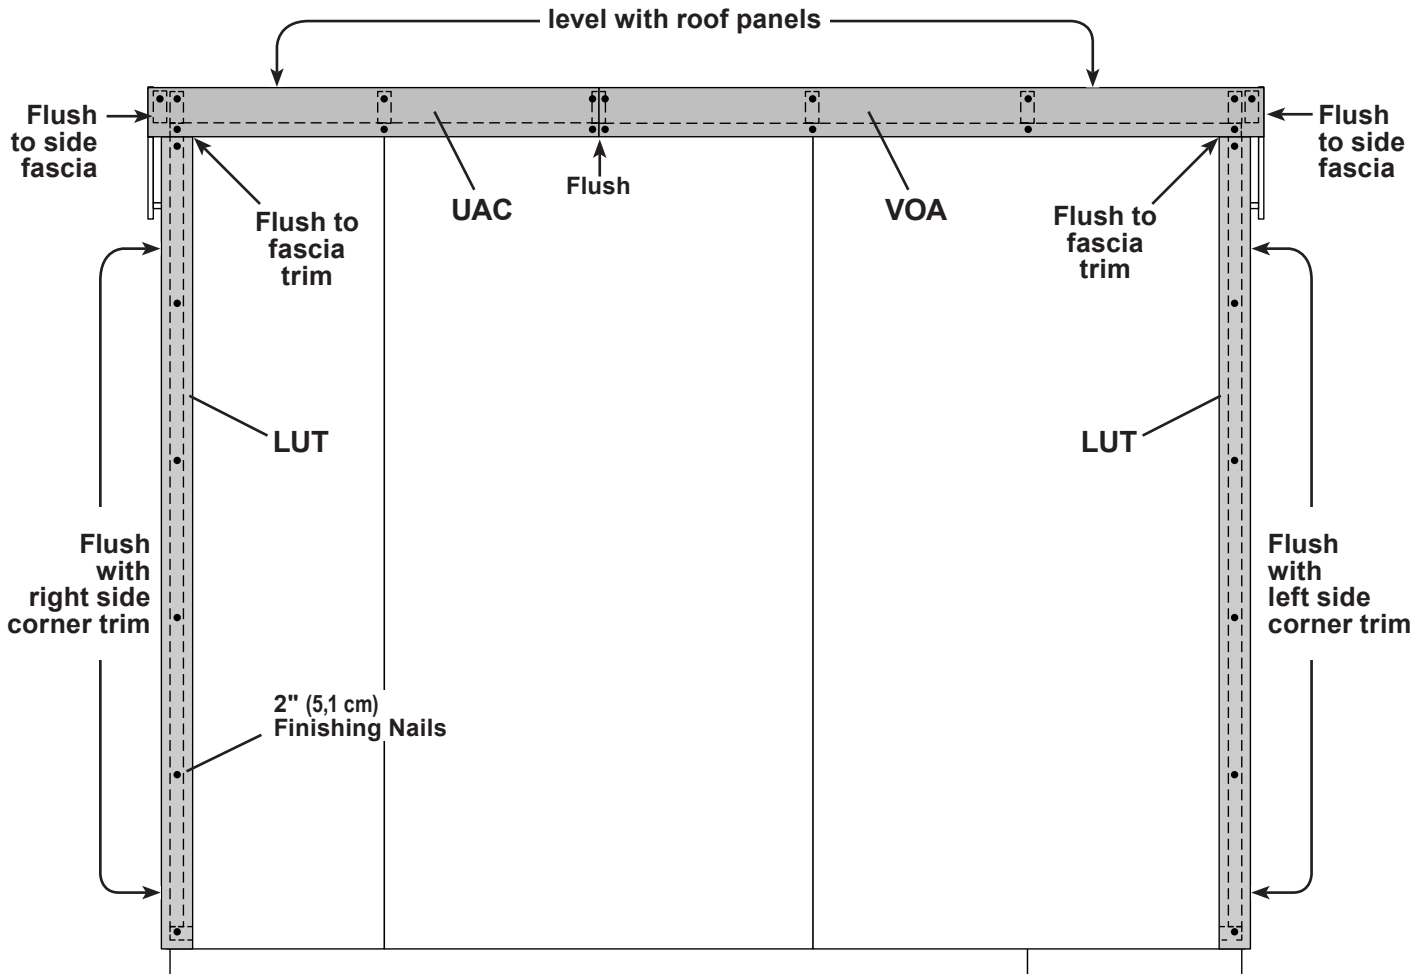 level with roof panels
Flush
to side
fascia
Flush
to side
fascia
UAC
Flush
VOA
Flush to
fascia
trim
Flush to
fascia
trim
LUT
LUT
Flush
with
right side
corner trim
Flush
with
left side
corner trim
2" (5,1 cm)
Finishing Nails